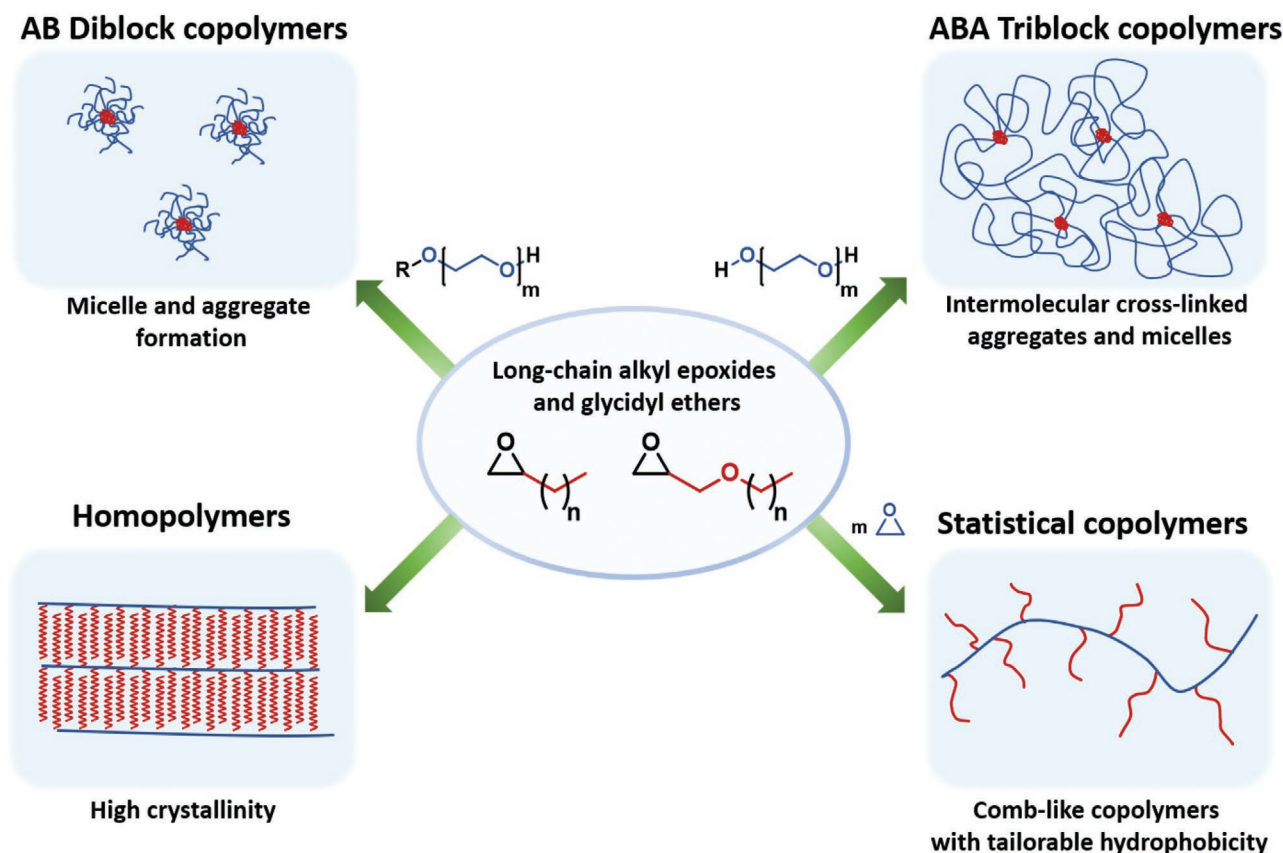 AB Diblock copolymers
ABA Triblock copolymers
Micelle and aggregate
formation
R O O H m
H O O H m
Intermolecular cross-linked
aggregates and micelles
Long-chain alkyl epoxides
and glycidyl ethers
O n
O O n
Homopolymers
m O
Statistical copolymers
High crystallinity
Comb-like copolymers
with tailorable hydrophobicity